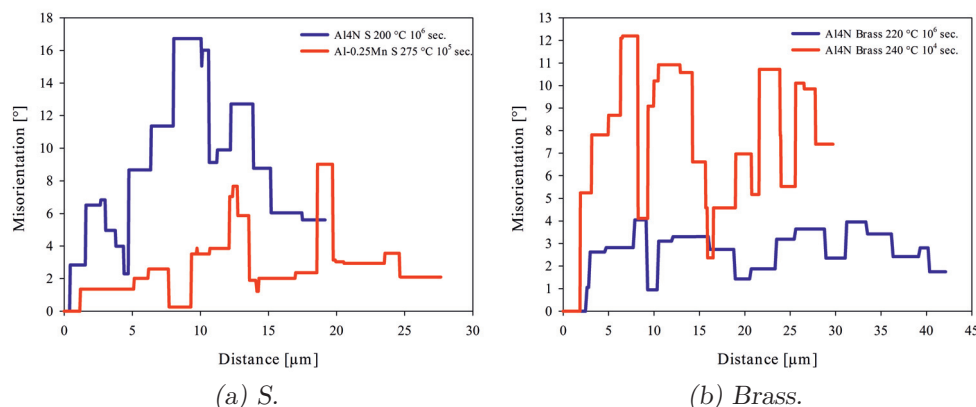 18
16
14
12
10
8
6
4
2
0
Misorientation [°]
Al4N S 200 °C 10⁶ sec.
Al-0.25Mn S 275 °C 10⁵ sec.
0 5 10 15 20 25 30
Distance [µm]
(a) S.
13
12
11
10
9
8
7
6
5
4
3
2
1
0
Misorientation [°]
Al4N Brass 220 °C 10⁶ sec.
Al4N Brass 240 °C 10⁴ sec.
0 5 10 15 20 25 30 35 40 45
Distance [µm]
(b) Brass.